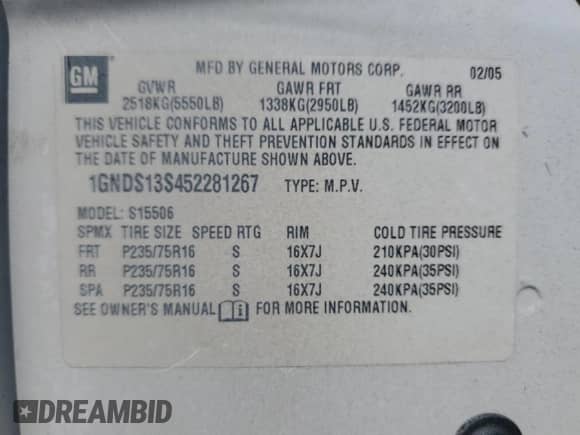 GM
MFD BY GENERAL MOTORS CORP. 02/05
GVWR GAWR FRT GAWR RR
2518KG(5550LB) 1338KG(2950LB) 1452KG(3200LB)
THIS VEHICLE CONFORMS TO ALL APPLICABLE U.S. FEDERAL MOTOR
VEHICLE SAFETY AND THEFT PREVENTION STANDARDS IN EFFECT ON
THE DATE OF MANUFACTURE SHOWN ABOVE.
1GNDS13S452281267 TYPE: M.P.V.
MODEL: S15506
SPMX TIRE SIZE SPEED RTG RIM COLD TIRE PRESSURE
FRT P235/75R16 S 16X7J 210KPA(30PSI)
RR P235/75R16 S 16X7J 240KPA(35PSI)
SPA P235/75R16 S 16X7J 240KPA(35PSI)
SEE OWNER'S MANUAL FOR MORE INFORMATION.
DREAMBID